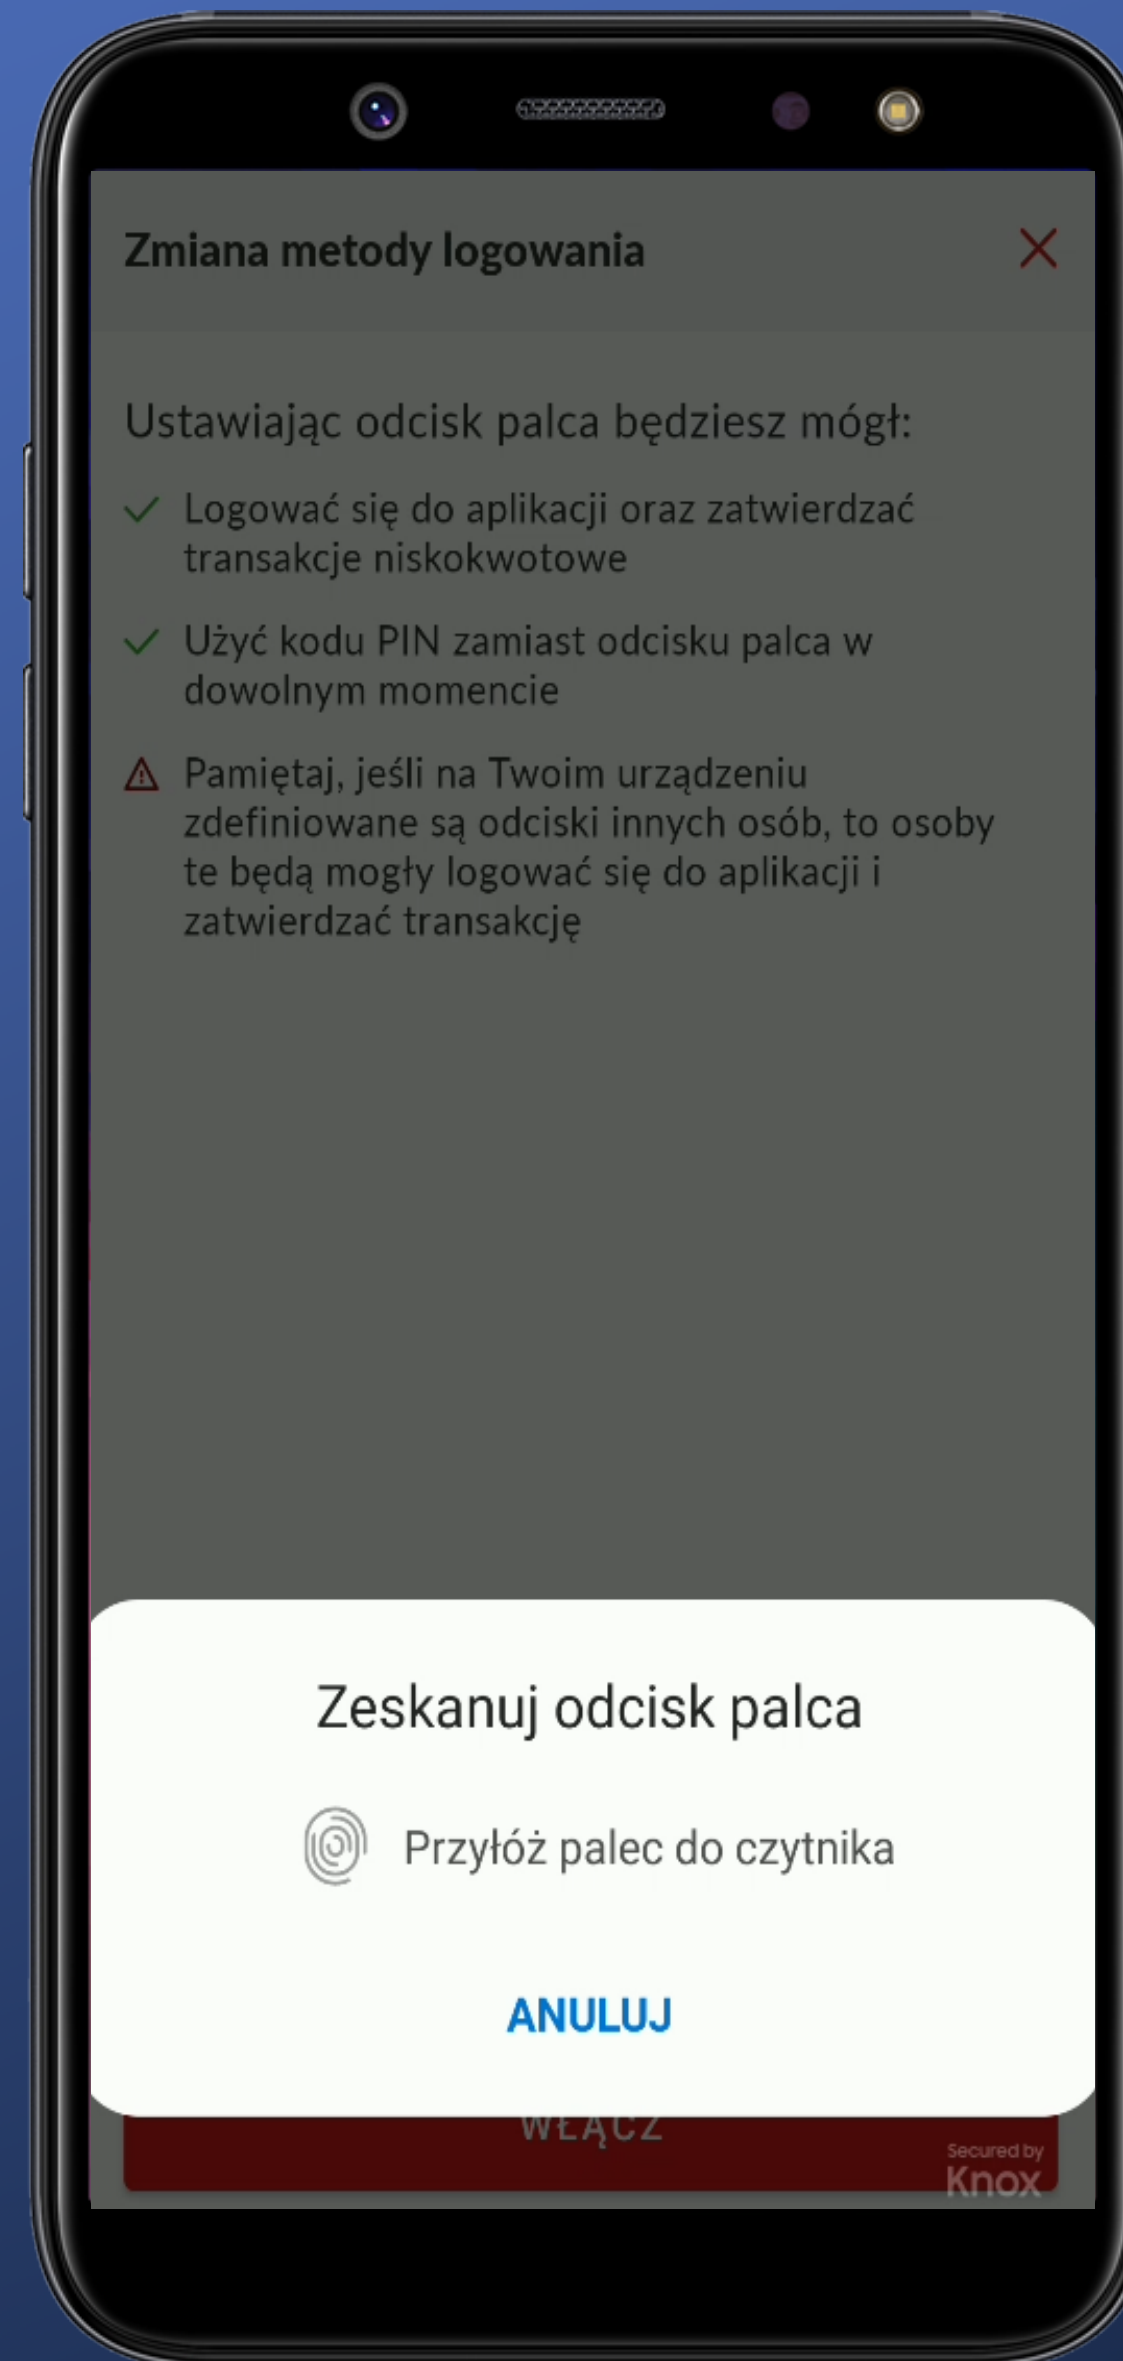 Zmiana metody logowania
Ustawiając odcisk palca będziesz mógł:
Logować się do aplikacji oraz zatwierdzać
transakcje niskokwotowe
Użyć kodu PIN zamiast odcisku palca w
dowolnym momencie
Pamiętaj, jeśli na Twoim urządzeniu
zdefiniowane są odciski innych osób, to osoby
te będą mogły logować się do aplikacji i
zatwierdzać transakcję
Zeskanuj odcisk palca
Przyłóż palec do czytnika
ANULUJ
WŁĄCZ
Secured by
Knox